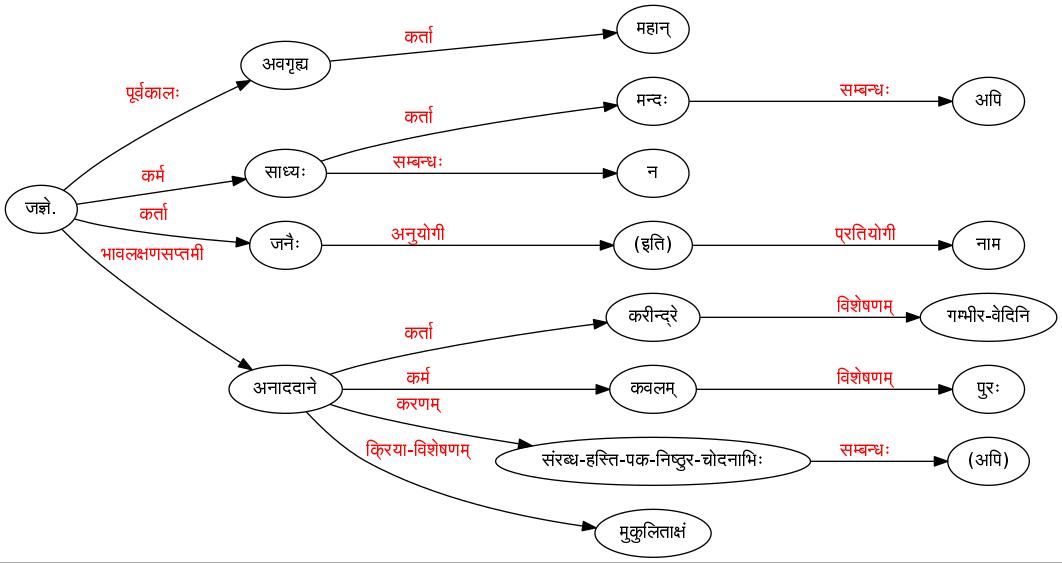 कर्ता
महान्
अवगृह्य
पूर्वकालः
मन्दः
सम्बन्धः
अपि
कर्ता
साध्यः
कर्म
सम्बन्धः
न
जज्ञे.
कर्ता
जनैः
अनुयोगी
(इति)
प्रतियोगी
नाम
भावलक्षणसप्तमी
करीन्द्रे
विशेषणम्
गम्भीर-वेदिनि
कर्ता
अनाददाने
कर्म
कवलम्
विशेषणम्
पुरः
करणम्
संरब्ध-हस्ति-पक-निष्ठुर-चोदनाभिः
सम्बन्धः
(अपि)
क्रिया-विशेषणम्
मुकुलिताक्षं